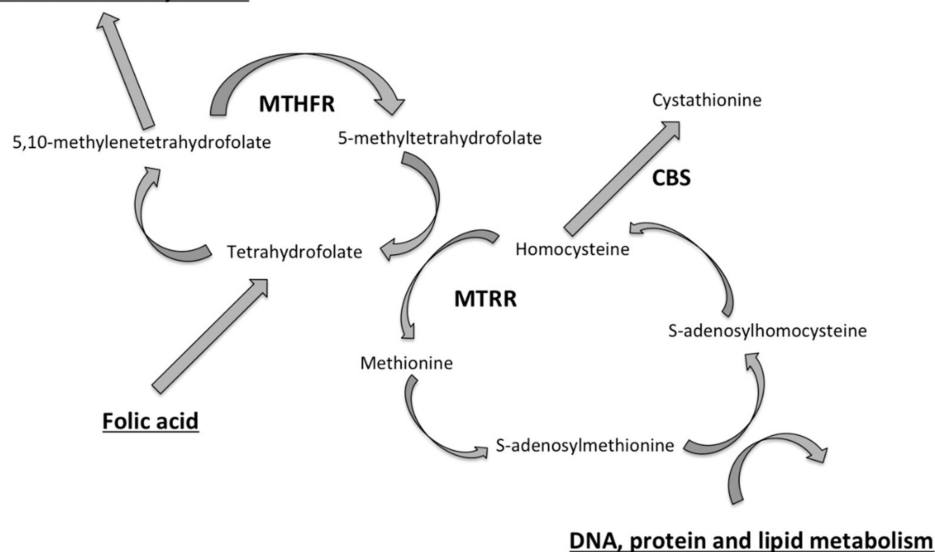 MTHFR
Cystathionine
5,10-methylenetetrahydrofolate
5-methyltetrahydrofolate
CBS
Tetrahydrofolate
Homocysteine
MTRR
S-adenosylhomocysteine
Methionine
Folic acid
S-adenosylmethionine
DNA, protein and lipid metabolism